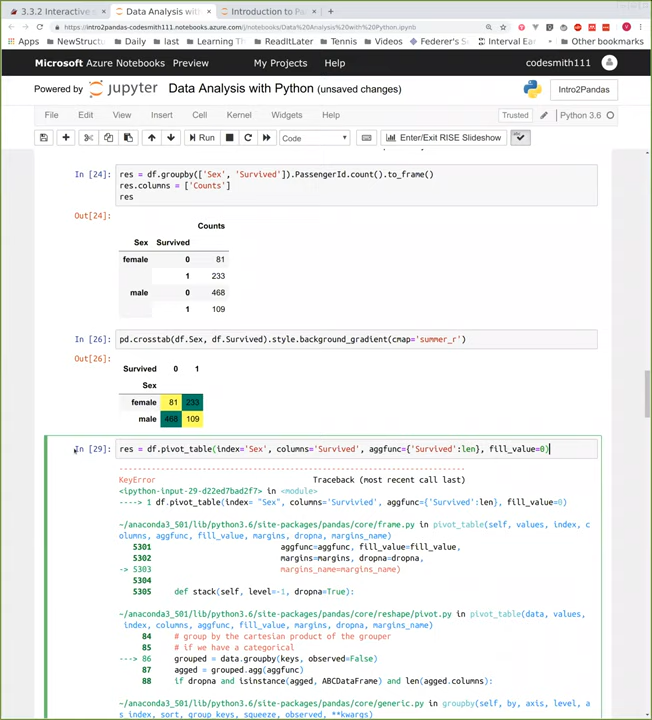 3.3.2 Interactive s
Data Analysis with
Introduction to Pa
https://intro2pandas-codesmith111.notebooks.azure.com/j/notebooks/Data%20Analysis%20with%20Python.ipynb
Apps NewStructur Daily last Learning T ReadItLater Tennis Videos Federer's S Interval Ear Other bookmarks
Microsoft Azure Notebooks Preview My Projects Help codesmith111
Powered by jupyter Data Analysis with Python (unsaved changes) Intro2Pandas
File Edit View Insert Cell Kernel Widgets Help Trusted Python 3.6
Run Code Enter/Exit RISE Slideshow
In [24]: res = df.groupby(['Sex', 'Survived']).PassengerId.count().to_frame()
res.columns = ['Counts']
res
Out[24]:
Counts
Sex Survived
female 0 81
1 233
male 0 468
1 109
In [26]: pd.crosstab(df.Sex, df.Survived).style.background_gradient(cmap='summer_r')
Out[26]:
Survived 0 1
Sex
female 81 233
male 468 109
In [29]: res = df.pivot_table(index='Sex', columns='Survived', aggfunc={'Survived':len}, fill_value=0)
---------------------------------------------------------------------------
KeyError Traceback (most recent call last)
<ipython-input-29-d22ed7bad2f7> in <module>
----> 1 df.pivot_table(index= "Sex", columns='Survivied', aggfunc={'Survived':len}, fill_value=0)
~/anaconda3_501/lib/python3.6/site-packages/pandas/core/frame.py in pivot_table(self, values, index, c
olumns, aggfunc, fill_value, margins, dropna, margins_name)
5301 aggfunc=aggfunc, fill_value=fill_value,
5302 margins=margins, dropna=dropna,
-> 5303 margins_name=margins_name)
5304
5305 def stack(self, level=-1, dropna=True):
~/anaconda3_501/lib/python3.6/site-packages/pandas/core/reshape/pivot.py in pivot_table(data, values,
index, columns, aggfunc, fill_value, margins, dropna, margins_name)
84 # group by the cartesian product of the grouper
85 # if we have a categorical
---> 86 grouped = data.groupby(keys, observed=False)
87 agged = grouped.agg(aggfunc)
88 if dropna and isinstance(agged, ABCDataFrame) and len(agged.columns):
~/anaconda3_501/lib/python3.6/site-packages/pandas/core/generic.py in groupby(self, by, axis, level, a
s_index, sort, group_keys, squeeze, observed, **kwargs)